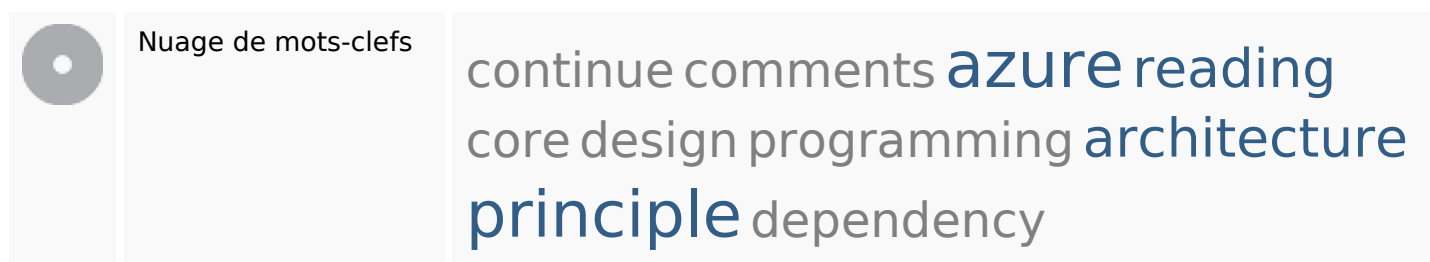 Nuage de mots-clefs
continue comments azure reading
core design programming architecture
principle dependency